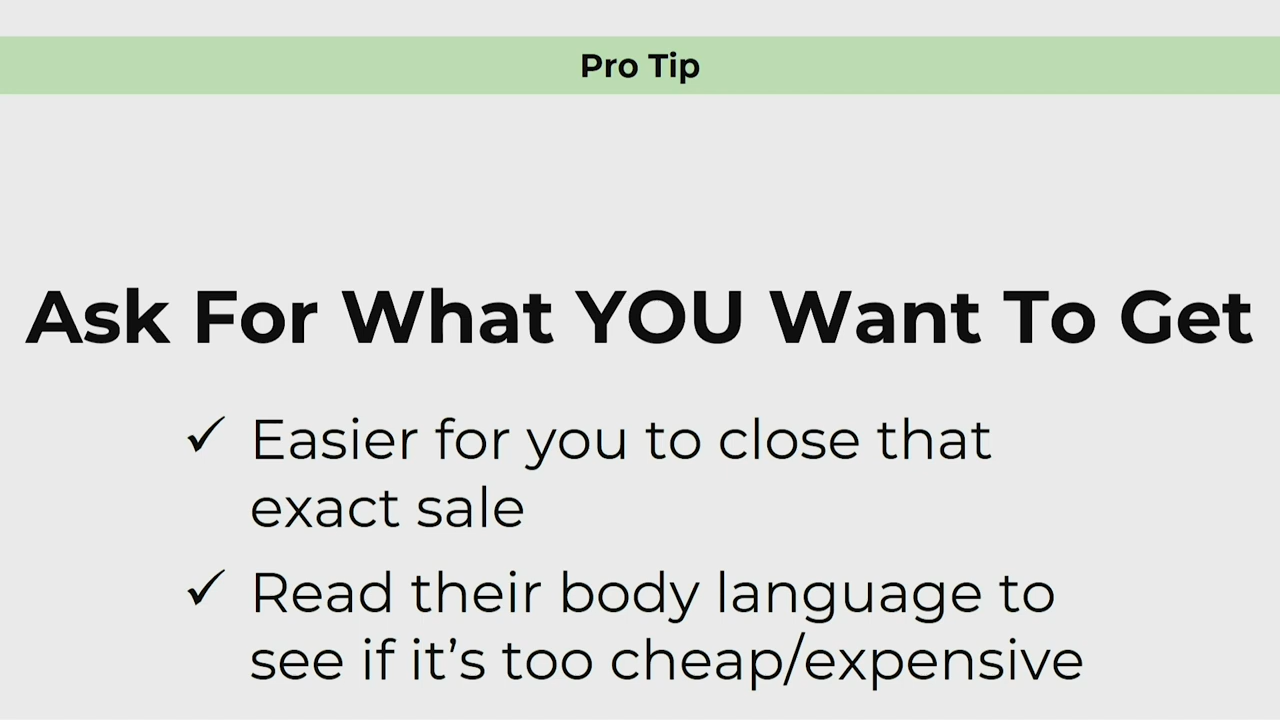 Pro Tip
Ask For What YOU Want To Get
✓ Easier for you to close that
exact sale
✓ Read their body language to
see if it’s too cheap/expensive